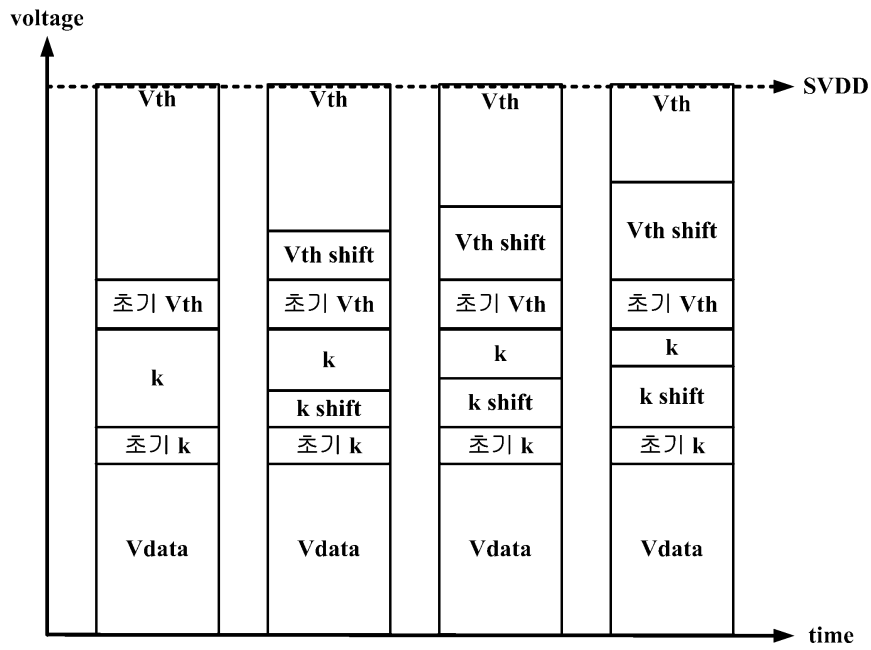 voltage
SVDD
Vth
초기 Vth
k
초기 k
Vdata
Vth
Vth shift
초기 Vth
k
k shift
초기 k
Vdata
Vth
Vth shift
초기 Vth
k
k shift
초기 k
Vdata
Vth
Vth shift
초기 Vth
k
k shift
초기 k
Vdata
time